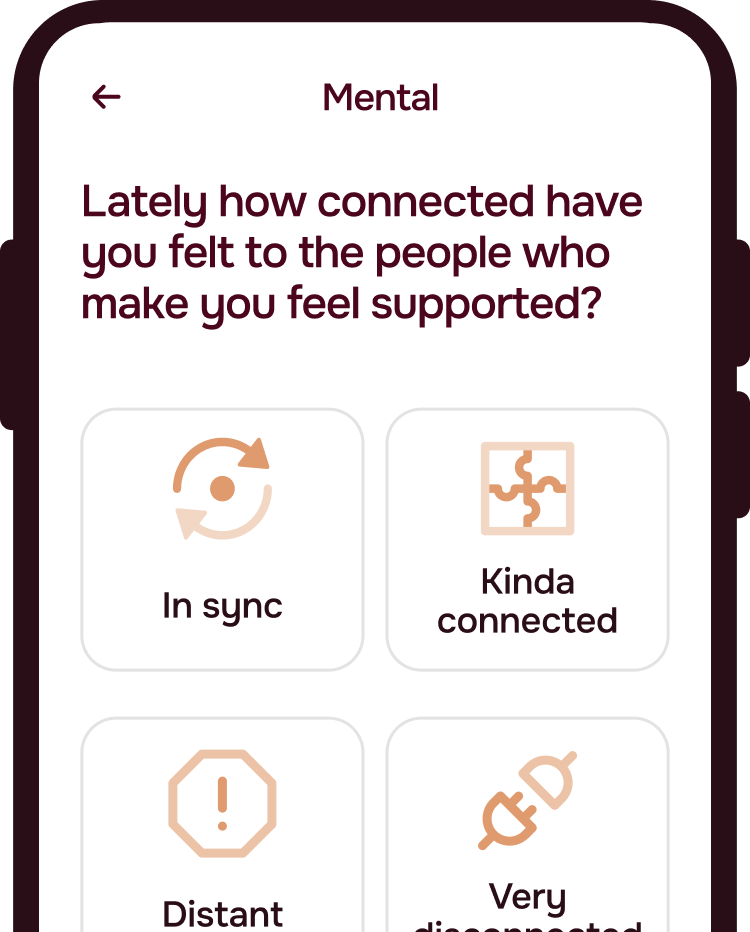 Mental
Lately how connected have
you felt to the people who
make you feel supported?
In sync
Kinda
connected
Distant
Very
disconnected